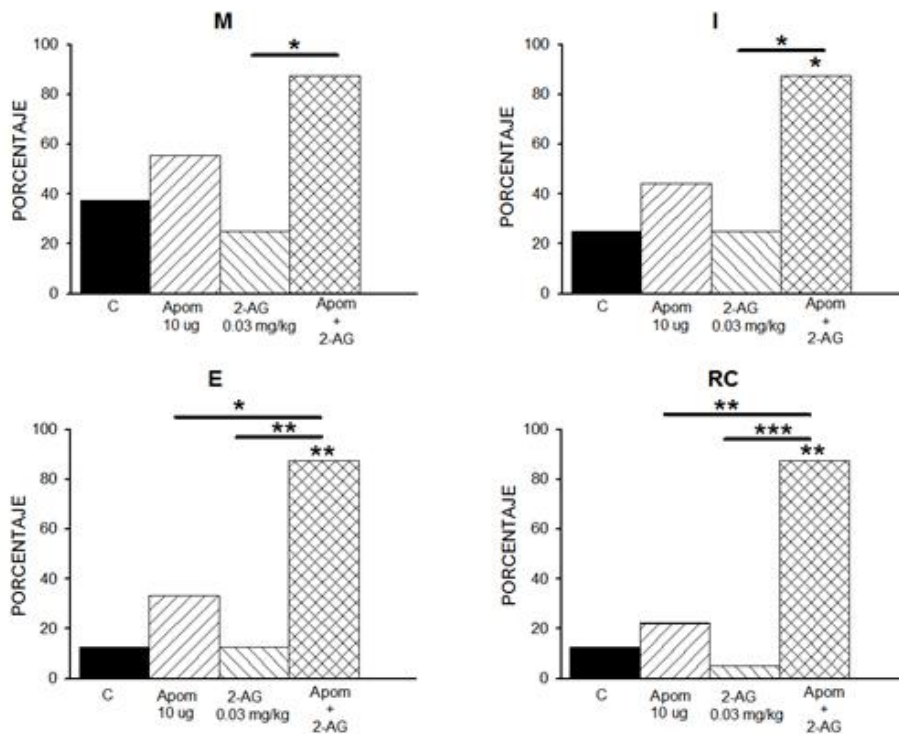 M
*
100
80
60
40
20
0
PORCENTAJE
C
Apom
10 ug
2-AG
0.03 mg/kg
Apom
+
2-AG
I
*
*
100
80
60
40
20
0
PORCENTAJE
C
Apom
10 ug
2-AG
0.03 mg/kg
Apom
+
2-AG
E
*
**
**
100
80
60
40
20
0
PORCENTAJE
C
Apom
10 ug
2-AG
0.03 mg/kg
Apom
+
2-AG
RC
**
***
**
100
80
60
40
20
0
PORCENTAJE
C
Apom
10 ug
2-AG
0.03 mg/kg
Apom
+
2-AG